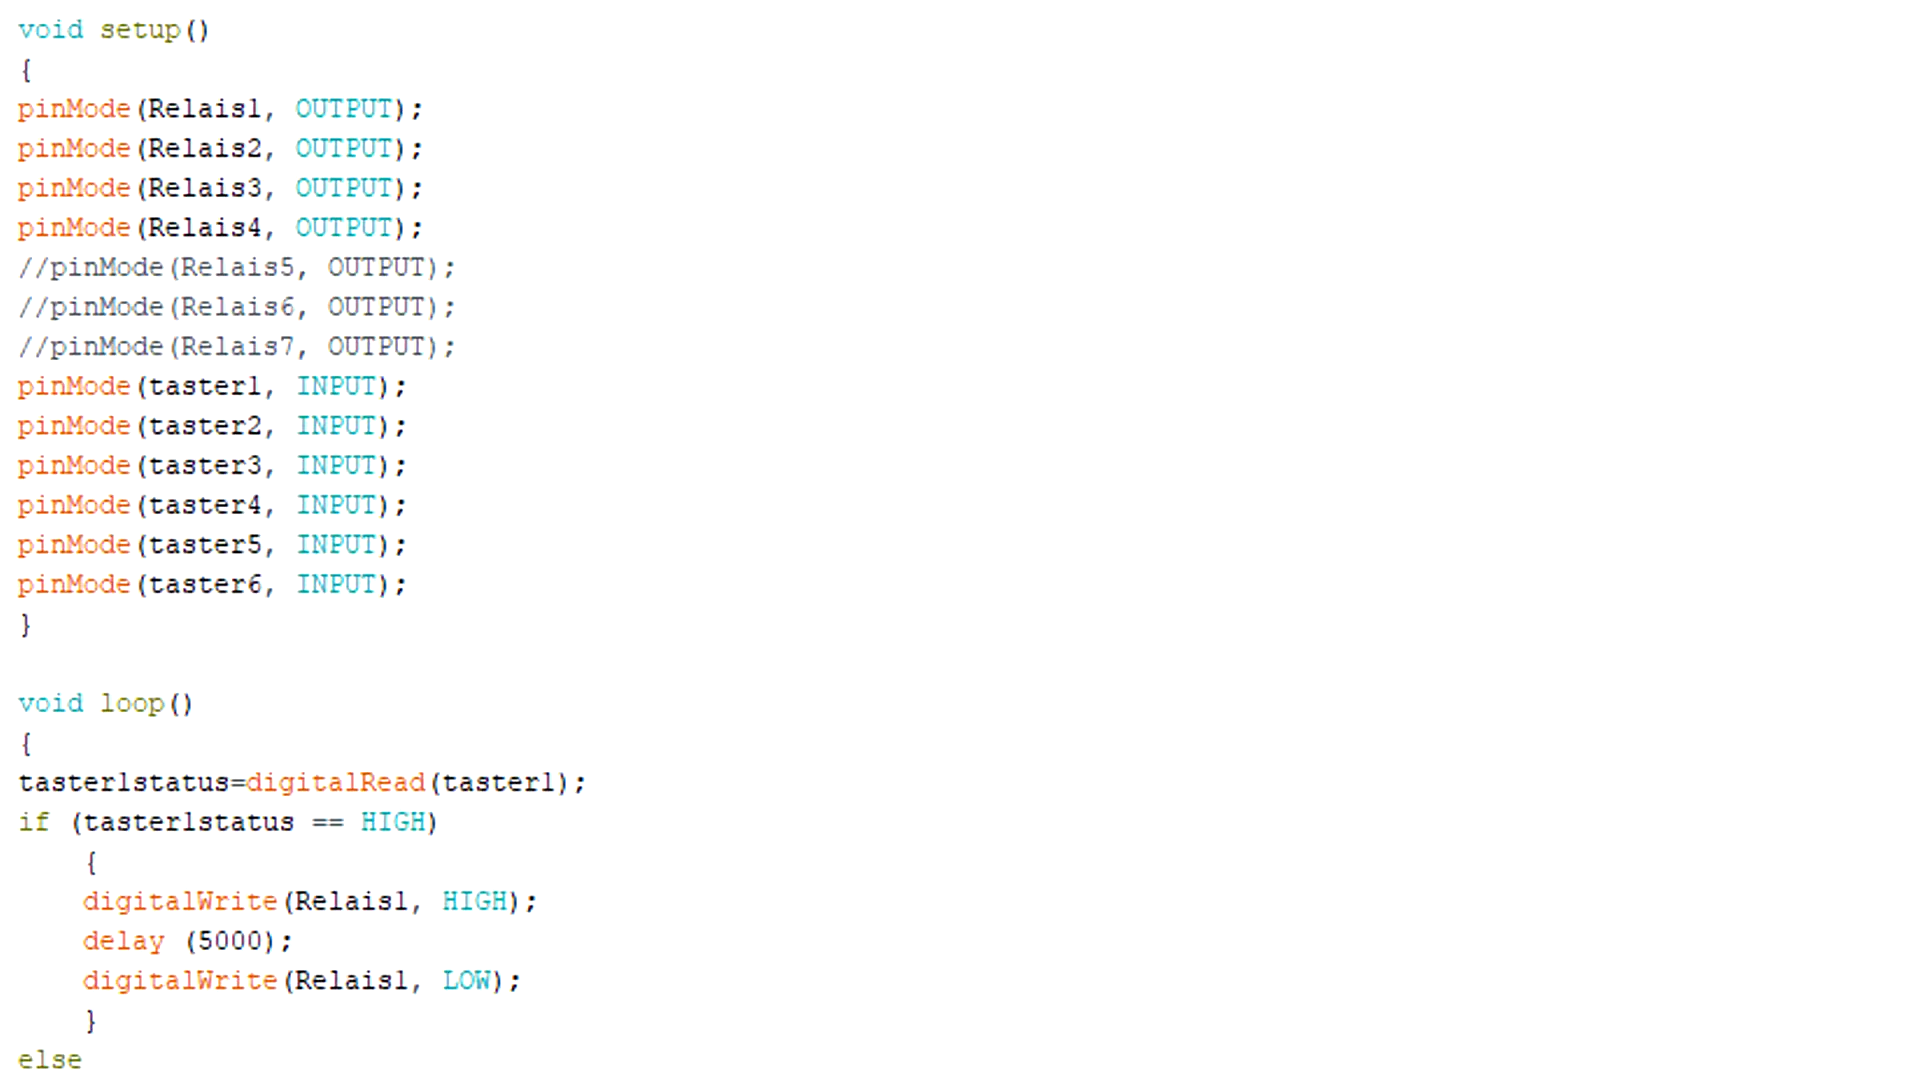 void setup()
{
pinMode(Relais1, OUTPUT);
pinMode(Relais2, OUTPUT);
pinMode(Relais3, OUTPUT);
pinMode(Relais4, OUTPUT);
//pinMode(Relais5, OUTPUT);
//pinMode(Relais6, OUTPUT);
//pinMode(Relais7, OUTPUT);
pinMode(taster1, INPUT);
pinMode(taster2, INPUT);
pinMode(taster3, INPUT);
pinMode(taster4, INPUT);
pinMode(taster5, INPUT);
pinMode(taster6, INPUT);
}
void loop()
{
taster1status=digitalRead(taster1);
if (taster1status == HIGH)
{
digitalWrite(Relais1, HIGH);
delay (5000);
digitalWrite(Relais1, LOW);
}
else